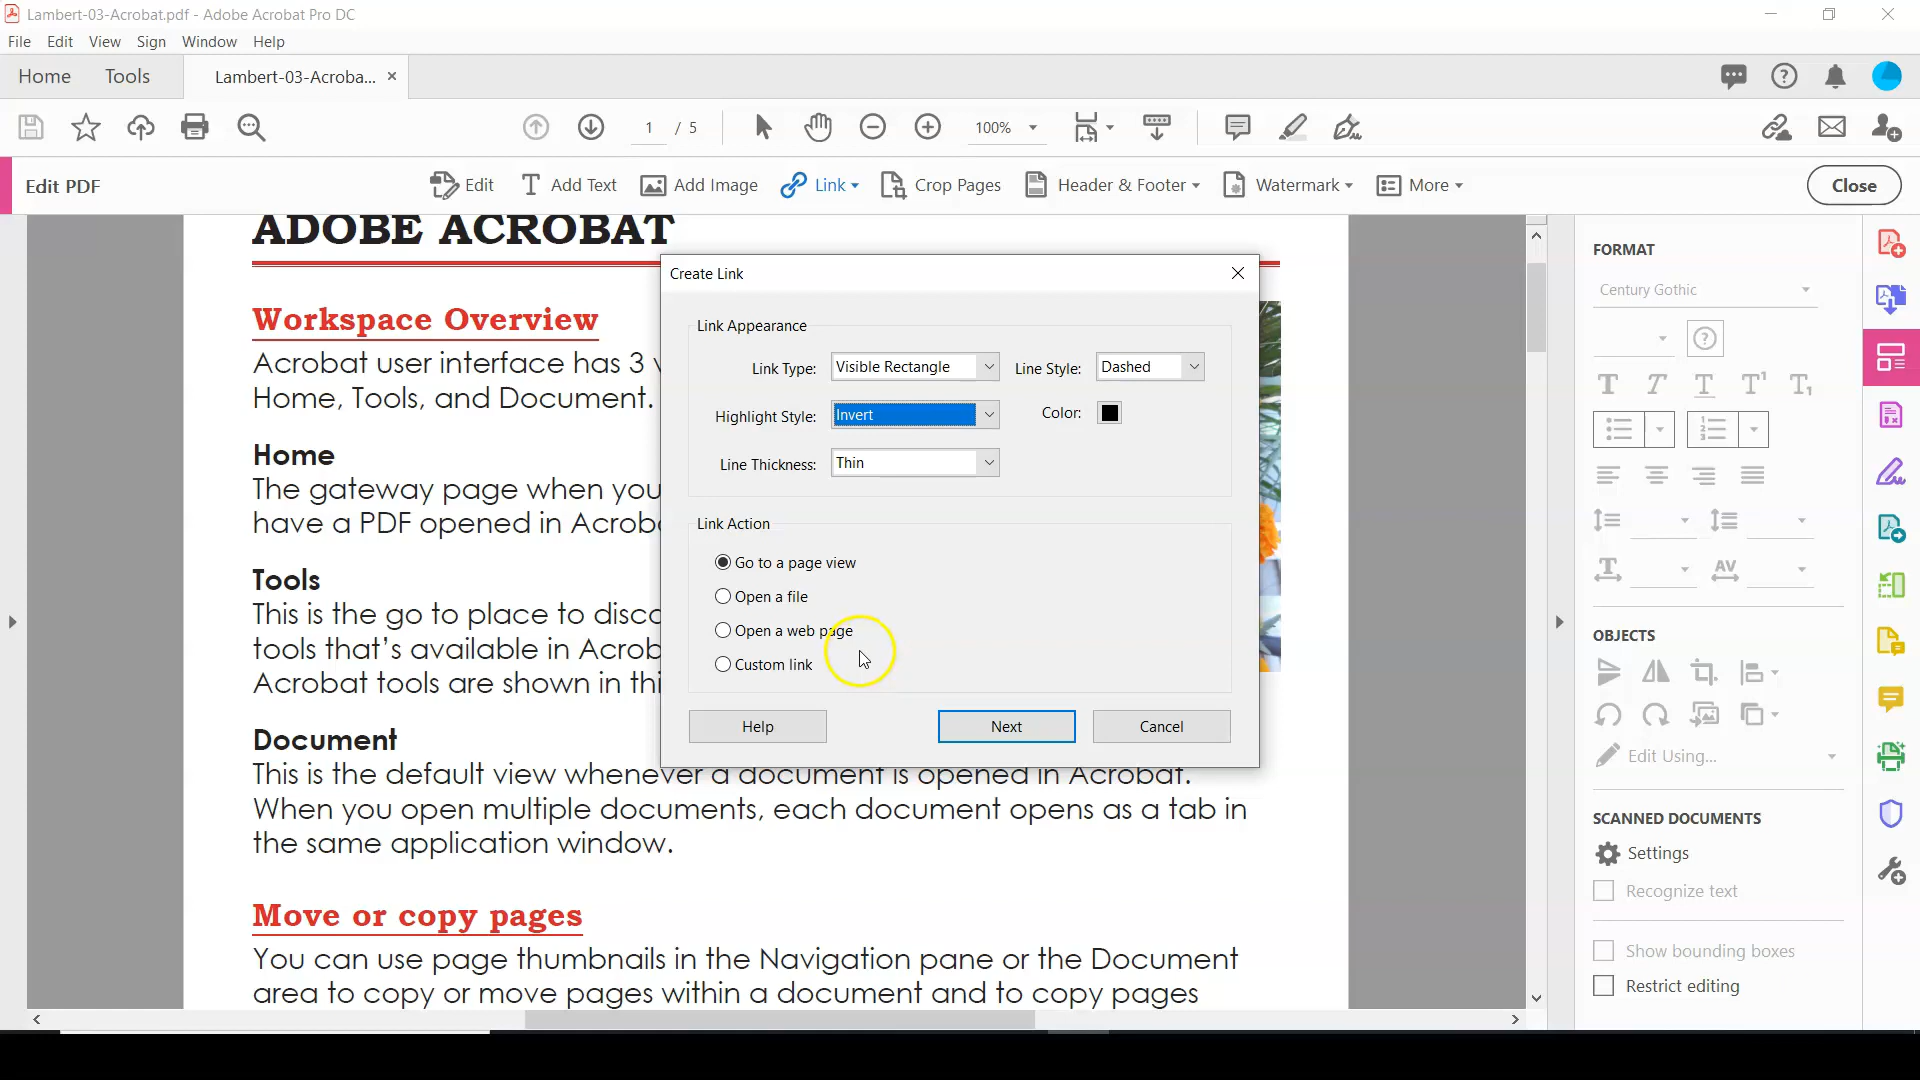 Lambert-03-Acrobat.pdf - Adobe Acrobat Pro DC
File Edit View Sign Window Help
Home Tools Lambert-03-Acroba... ×
1 / 5 100%
Edit PDF Edit Add Text Add Image Link Crop Pages Header & Footer Watermark More Close
ADOBE ACROBAT
Workspace Overview
Acrobat user interface has 3 v
Home, Tools, and Document.
Home
The gateway page when you
have a PDF opened in Acroba
Tools
This is the go to place to disco
tools that's available in Acrob
Acrobat tools are shown in thi
Document
This is the default view whenever a document is opened in Acrobat.
When you open multiple documents, each document opens as a tab in
the same application window.
Move or copy pages
You can use page thumbnails in the Navigation pane or the Document
area to copy or move pages within a document and to copy pages
Create Link
Link Appearance
Link Type: Visible Rectangle Line Style: Dashed
Highlight Style: Invert Color:
Line Thickness: Thin
Link Action
Go to a page view
Open a file
Open a web page
Custom link
Help Next Cancel
FORMAT
Century Gothic
OBJECTS
Edit Using...
SCANNED DOCUMENTS
Settings
Recognize text
Show bounding boxes
Restrict editing